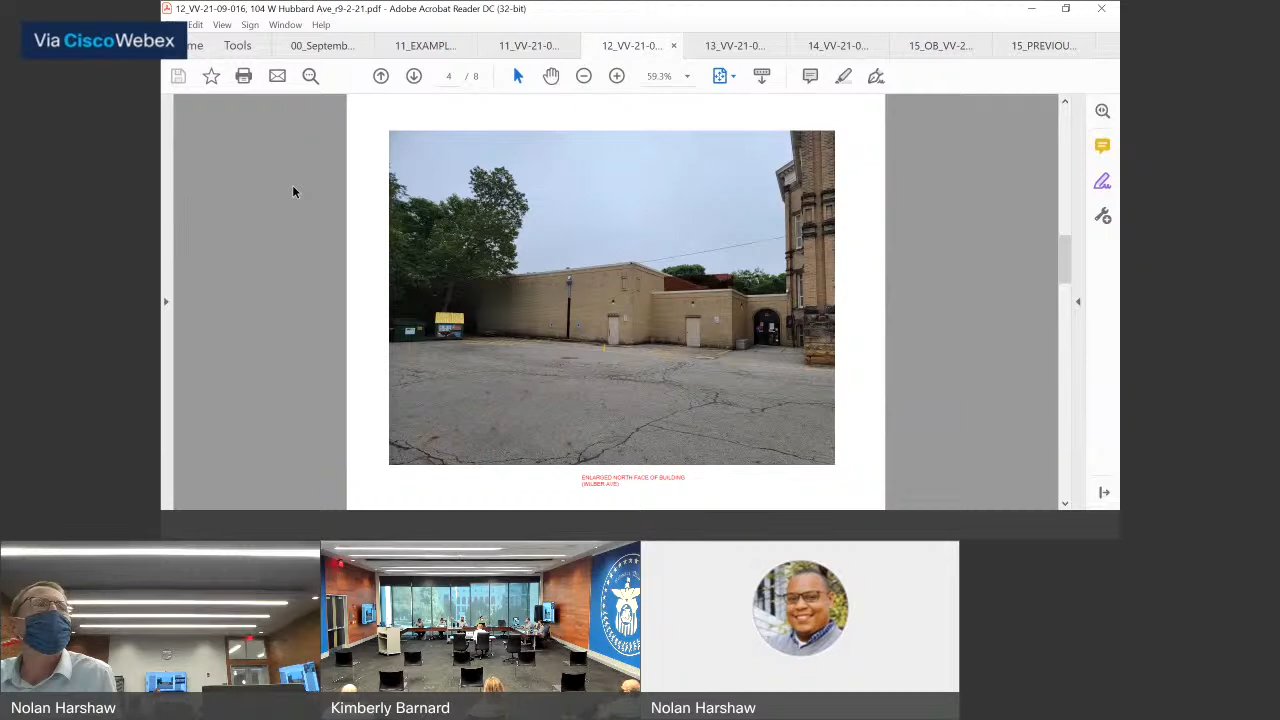 12_VV-21-09-016, 104 W Hubbard Ave_r9-2-21.pdf - Adobe Acrobat Reader DC (32-bit)
Edit View Sign Window Help
Via Cisco Webex
me Tools 00_Septemb... 11_EXAMPL... 11_VV-21-0... 12_VV-21-0... × 13_VV-21-0... 14_VV-21-0... 15_OB_VV-2... 15_PREVIOU...
4 / 8 59.3%
ENLARGED NORTH FACE OF BUILDING
(WILBER AVE)
Nolan Harshaw Kimberly Barnard Nolan Harshaw